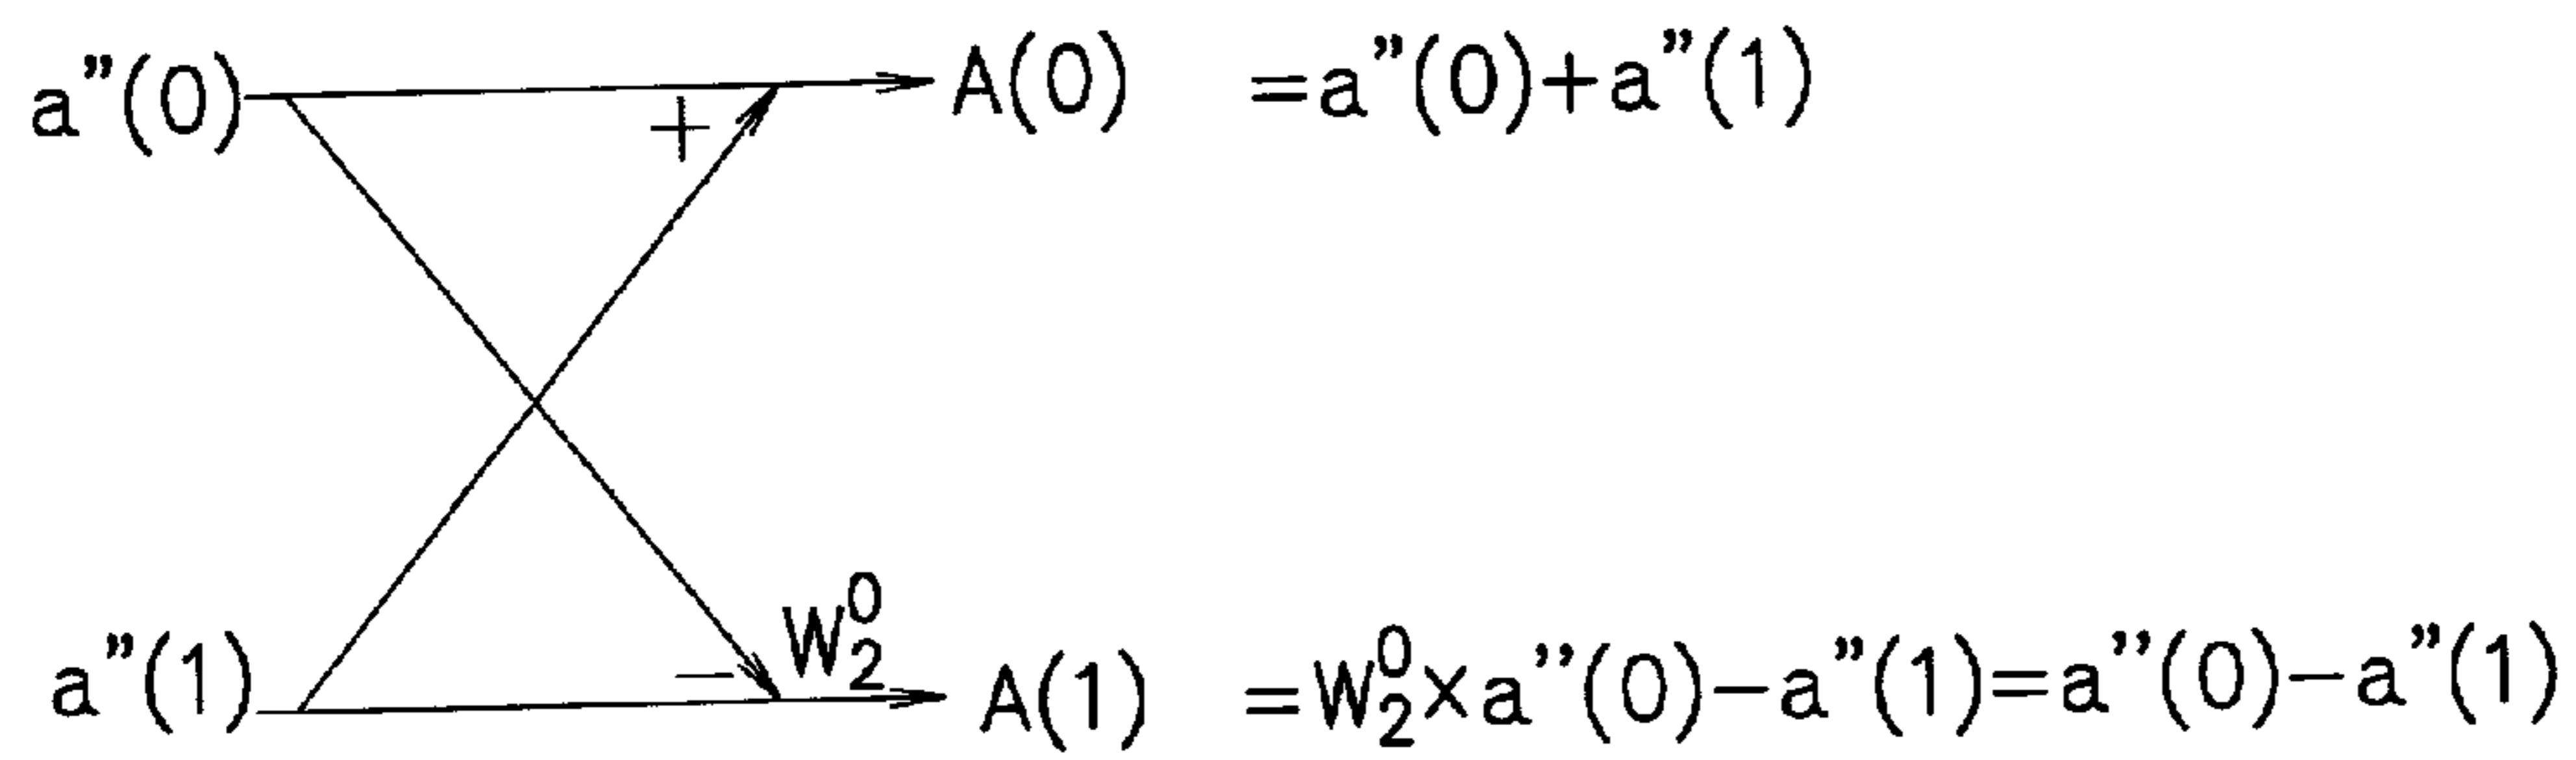 a”(0) + A(0) =a”(0)+a”(1)
a”(1) − W₂⁰ A(1) =W₂⁰×a”(0)−a”(1)=a”(0)−a”(1)